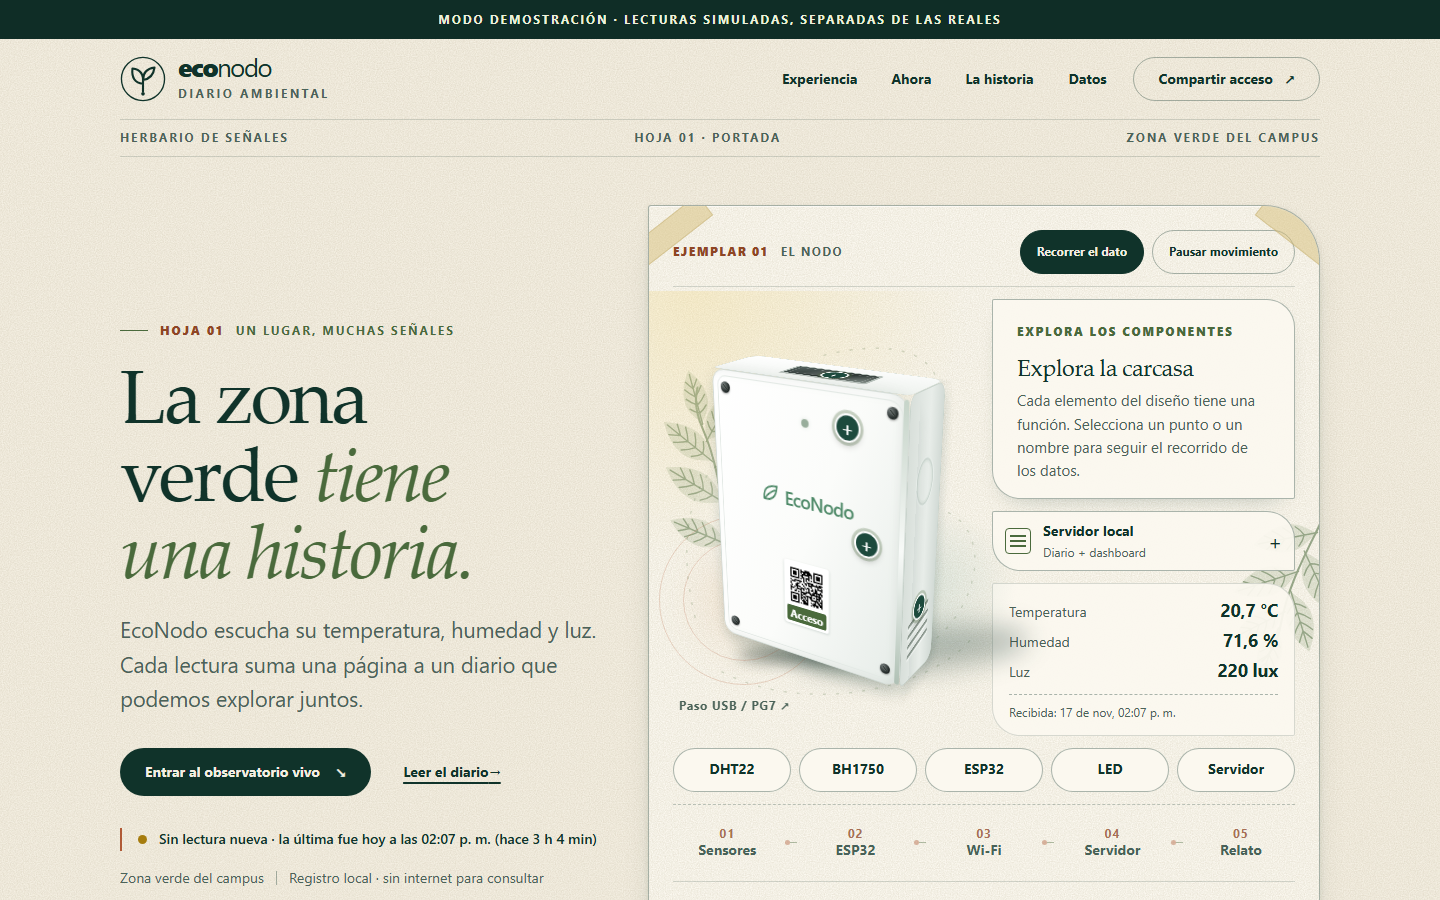 MODO DEMOSTRACIÓN · LECTURAS SIMULADAS, SEPARADAS DE LAS REALES
econodo
DIARIO AMBIENTAL
Experiencia
Ahora
La historia
Datos
Compartir acceso ↗
HERBARIO DE SEÑALES
HOJA 01 · PORTADA
ZONA VERDE DEL CAMPUS
HOJA 01 UN LUGAR, MUCHAS SEÑALES
La zona
verde tiene
una historia.
EcoNodo escucha su temperatura, humedad y luz.
Cada lectura suma una página a un diario que
podemos explorar juntos.
Entrar al observatorio vivo ↘
Leer el diario→
Sin lectura nueva · la última fue hoy a las 02:07 p. m. (hace 3 h 4 min)
Zona verde del campus
Registro local · sin internet para consultar
EJEMPLAR 01 EL NODO
Recorrer el dato
Pausar movimiento
EcoNodo
Acceso
Paso USB / PG7 ↗
EXPLORA LOS COMPONENTES
Explora la carcasa
Cada elemento del diseño tiene una
función. Selecciona un punto o un
nombre para seguir el recorrido de
los datos.
Servidor local
Diario + dashboard
+
Temperatura 20,7 °C
Humedad 71,6 %
Luz 220 lux
Recibida: 17 de nov, 02:07 p. m.
DHT22
BH1750
ESP32
LED
Servidor
01
Sensores
02
ESP32
03
Wi-Fi
04
Servidor
05
Relato